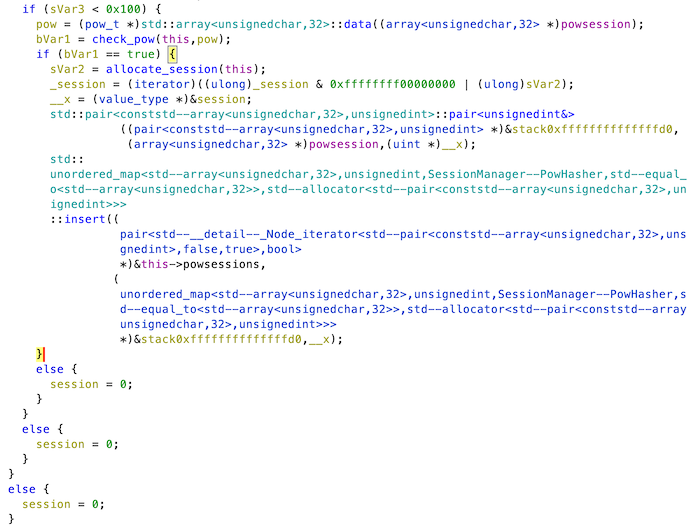 if (sVar3 < 0x100) {
pow = (pow_t *)std::array<unsignedchar,32>::data((array<unsignedchar,32> *)powsession);
bVar1 = check_pow(this,pow);
if (bVar1 == true) {
sVar2 = allocate_session(this);
_session = (iterator)((ulong)_session & 0xffffffff00000000 | (ulong)sVar2);
__x = (value_type *)&session;
std::pair<conststd--array<unsignedchar,32>,unsignedint>::pair<unsignedint&>
((pair<conststd--array<unsignedchar,32>,unsignedint> *)&stack0xffffffffffffffd0,
(array<unsignedchar,32> *)powsession,(uint *)__x);
std::
unordered_map<std--array<unsignedchar,32>,unsignedint,SessionManager--PowHasher,std--equal_
o<std--array<unsignedchar,32>>,std--allocator<std--pair<conststd--array<unsignedchar,32>,un
ignedint>>>
::insert((
pair<std--__detail--_Node_iterator<std--pair<conststd--array<unsignedchar,32>,uns
gnedint>,false,true>,bool>
*)&this->powsessions,
(
unordered_map<std--array<unsignedchar,32>,unsignedint,SessionManager--PowHasher,s
d--equal_to<std--array<unsignedchar,32>>,std--allocator<std--pair<conststd--array
unsignedchar,32>,unsignedint>>>
*)&stack0xffffffffffffffd0,__x);
}
else {
session = 0;
}
}
else {
session = 0;
}
}
else {
session = 0;
}